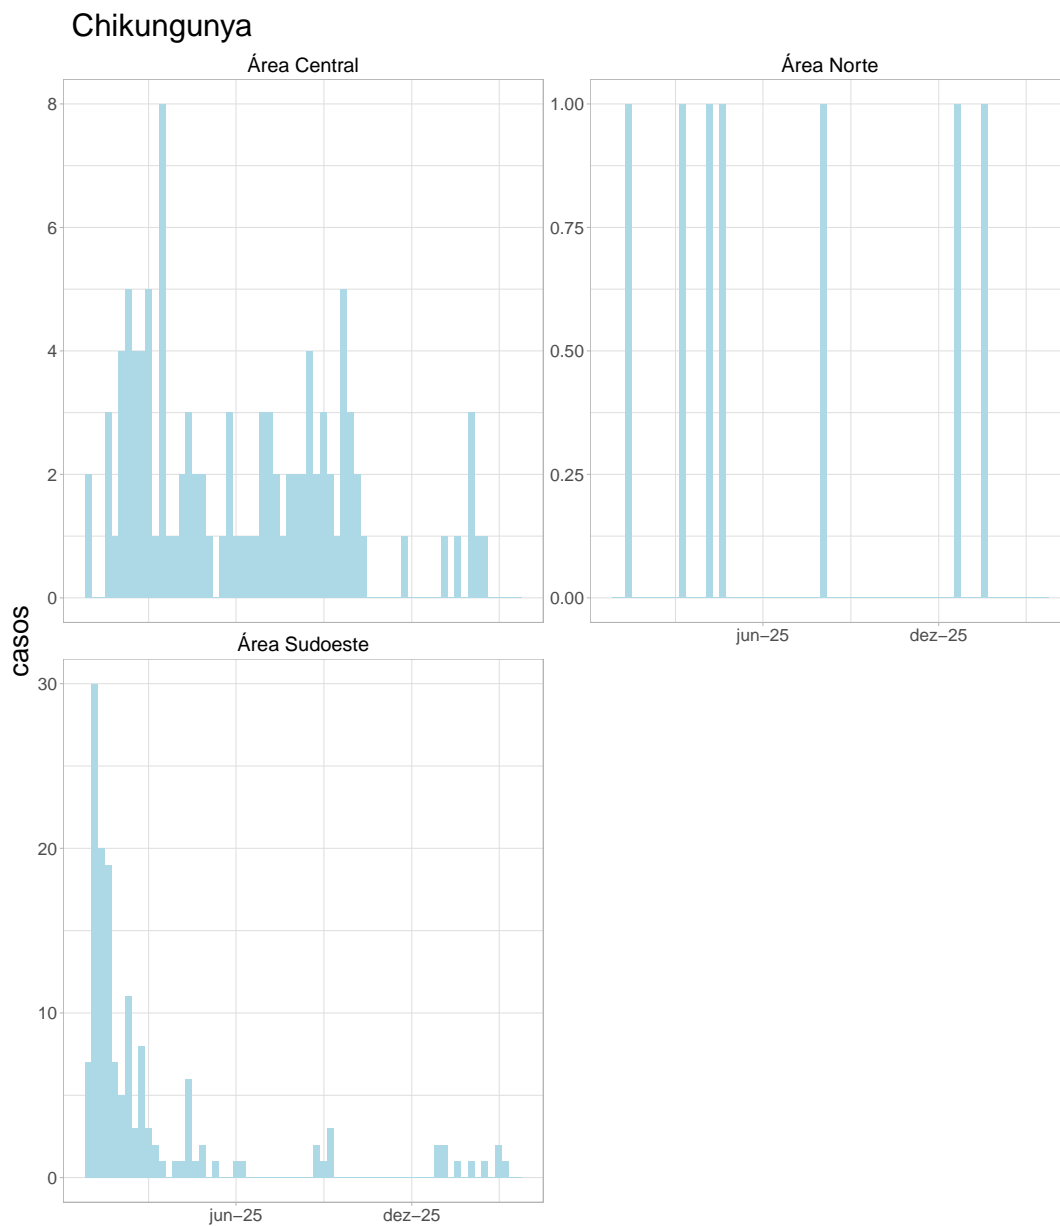 Chikungunya
Área Central
Área Norte
8
6
4
2
0
1.00
0.75
0.50
0.25
0.00
jun−25
dez−25
casos
Área Sudoeste
30
20
10
0
jun−25
dez−25